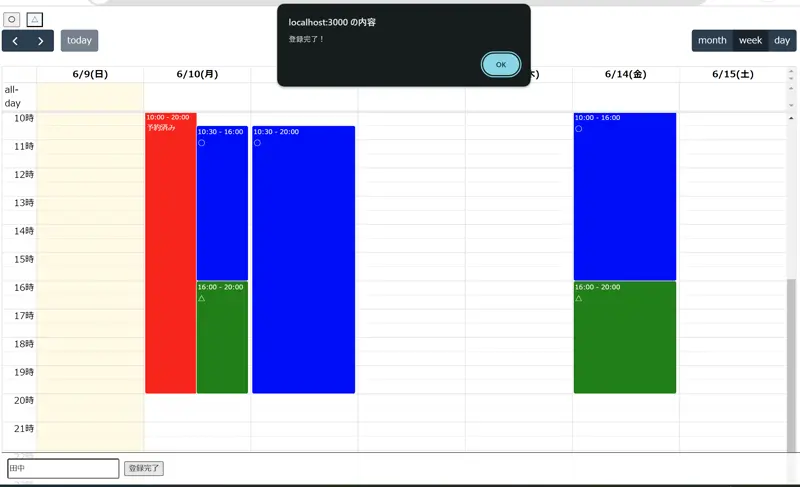 ○ △
localhost:3000 の内容
登録完了！
OK
today
month week day
6/9(日) 6/10(月) 木) 6/14(金) 6/15(土)
all-
day
10時
10:00 - 20:00
予約済み
10:30 - 16:00
○
10:30 - 20:00
○
10:00 - 16:00
○
11時
12時
13時
14時
15時
16時
16:00 - 20:00
△
16:00 - 20:00
△
17時
18時
19時
20時
21時
田中 登録完了